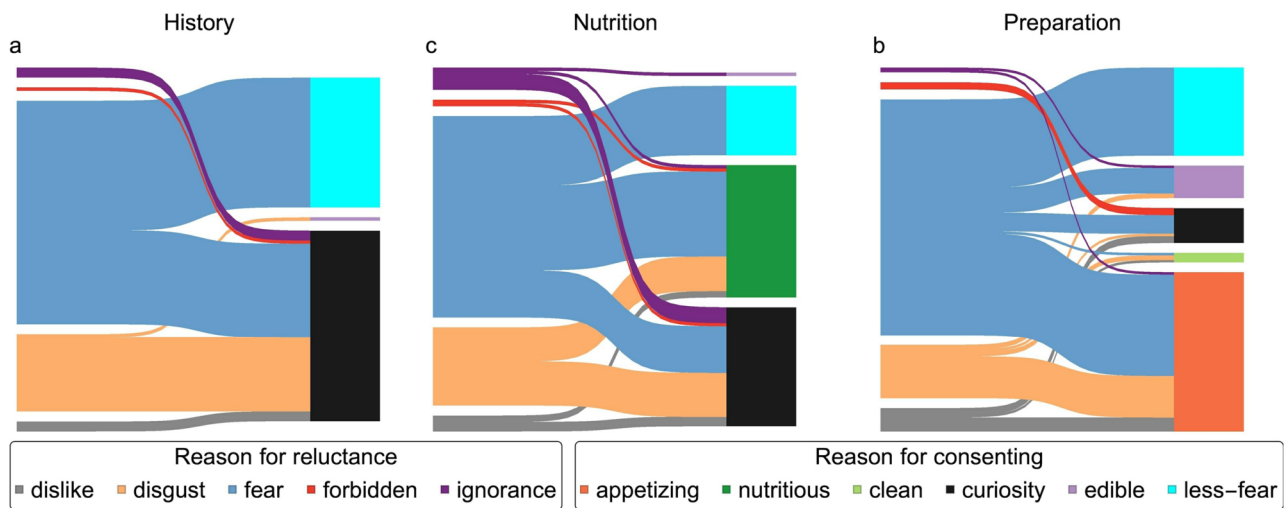 History
Nutrition
Preparation
a
c
b
Reason for reluctance
dislike disgust fear forbidden ignorance
Reason for consenting
appetizing nutritious clean curiosity edible less−fear